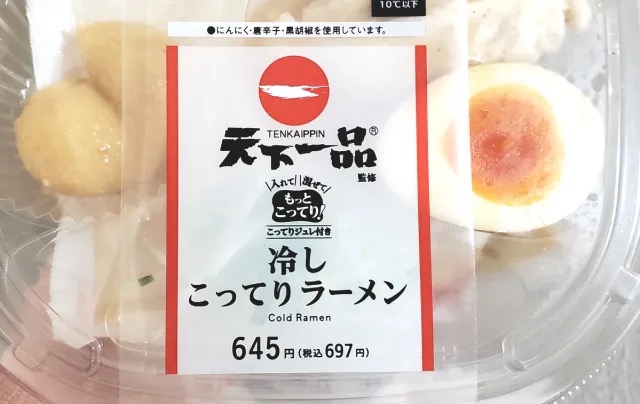 10℃以下
●にんにく・唐辛子・黒胡椒を使用しています。
TENKAIPPIN
天下一品®
監修
入れて 混ぜて
もっと
こってり!
こってりジュレ付き
冷し
こってりラーメン
Cold Ramen
645円(税込697円)